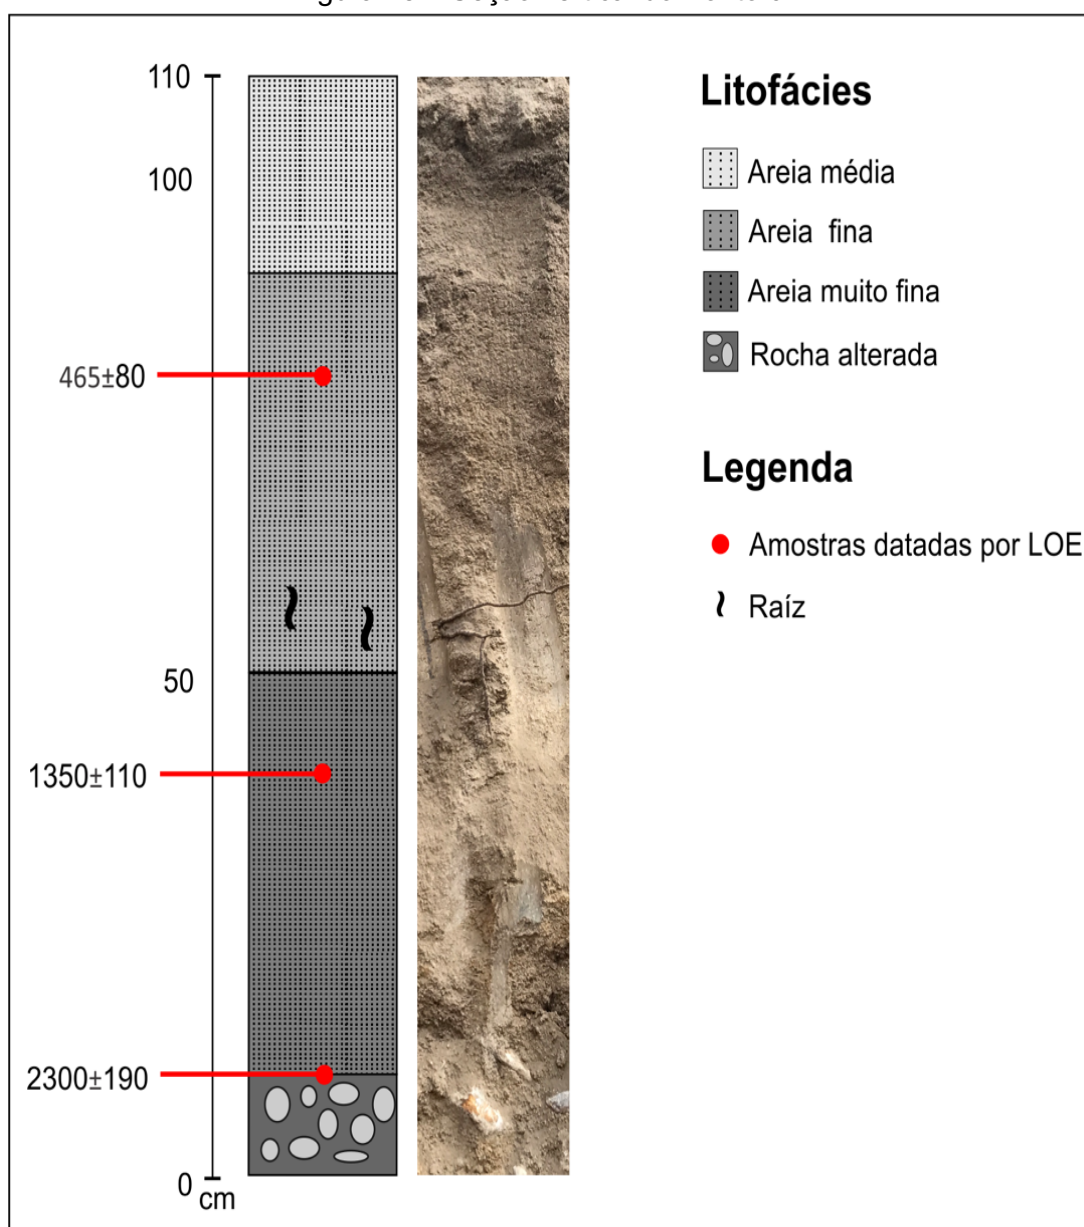 110
100
465±80
50
1350±110
2300±190
0
cm
Litofácies
Areia média
Areia fina
Areia muito fina
Rocha alterada
Legenda
Amostras datadas por LOE
Raíz